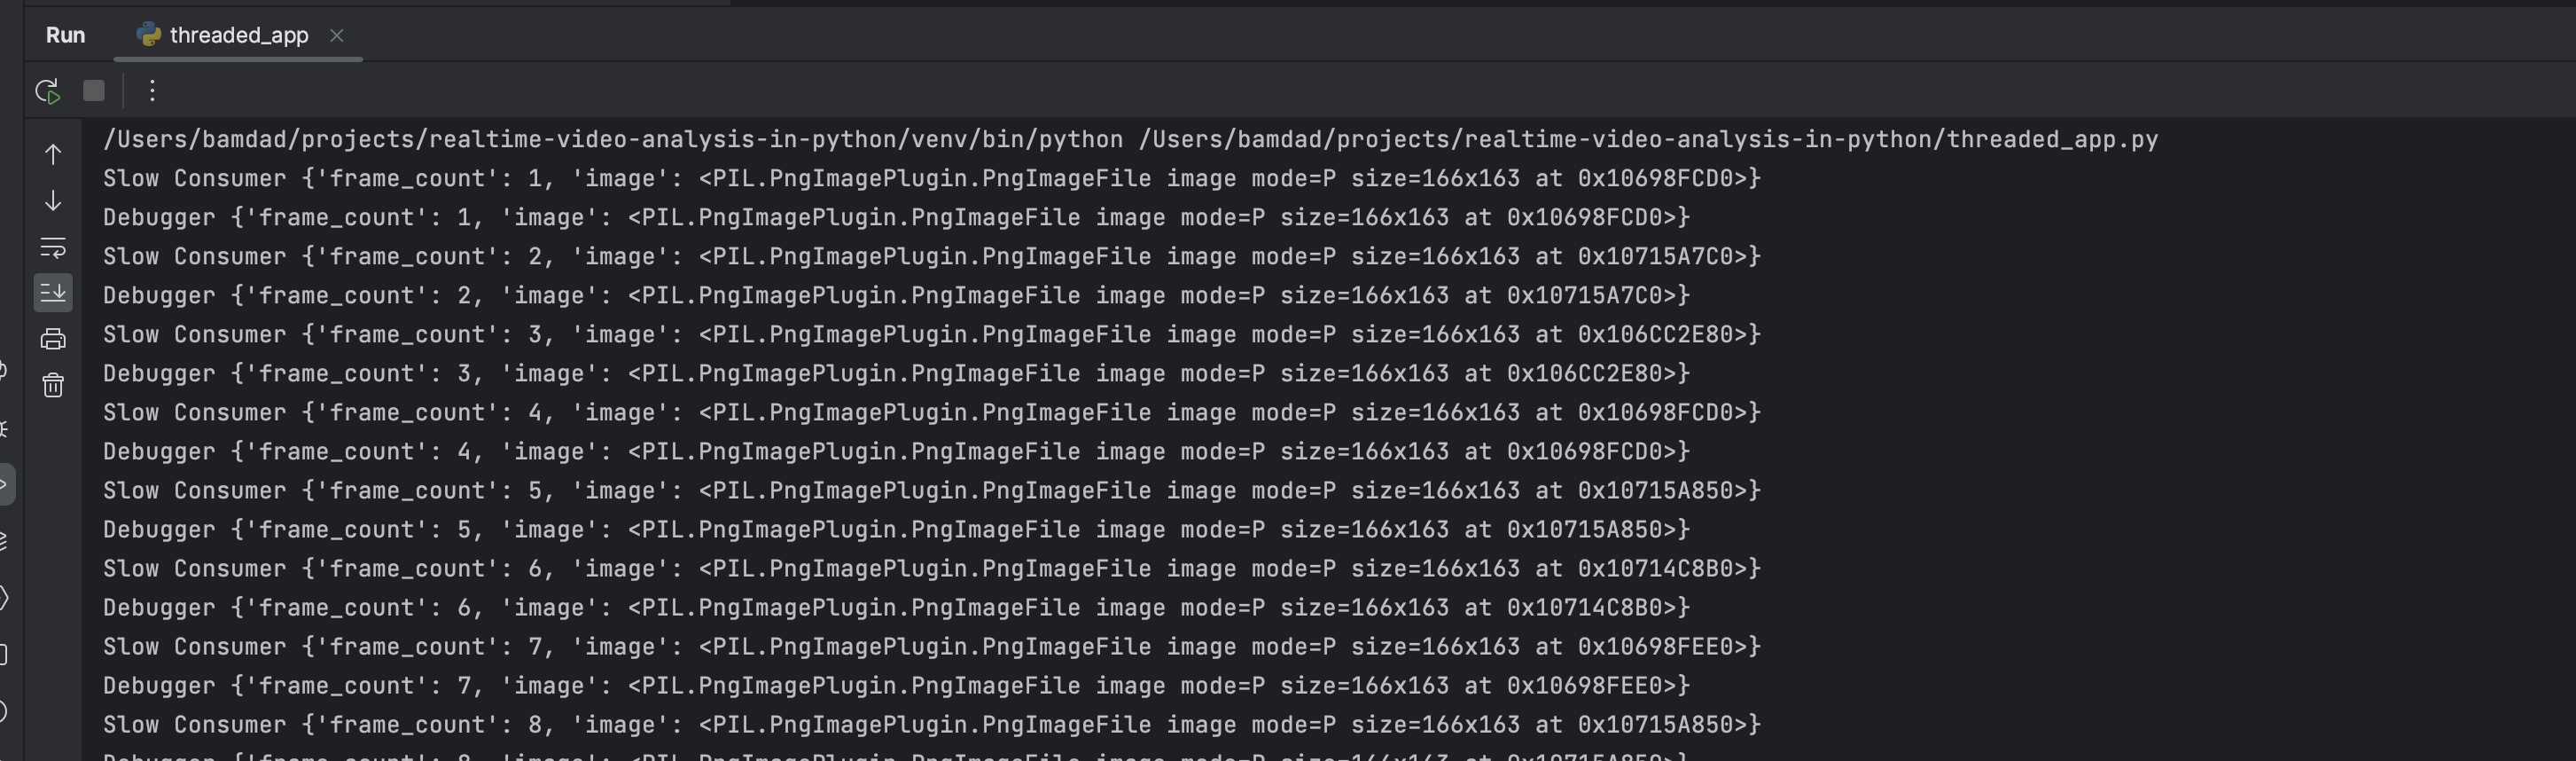 Run threaded_app
/Users/bamdad/projects/realtime-video-analysis-in-python/venv/bin/python /Users/bamdad/projects/realtime-video-analysis-in-python/threaded_app.py
Slow Consumer {'frame_count': 1, 'image': <PIL.PngImagePlugin.PngImageFile image mode=P size=166x163 at 0x10698FCD0>}
Debugger {'frame_count': 1, 'image': <PIL.PngImagePlugin.PngImageFile image mode=P size=166x163 at 0x10698FCD0>}
Slow Consumer {'frame_count': 2, 'image': <PIL.PngImagePlugin.PngImageFile image mode=P size=166x163 at 0x10715A7C0>}
Debugger {'frame_count': 2, 'image': <PIL.PngImagePlugin.PngImageFile image mode=P size=166x163 at 0x10715A7C0>}
Slow Consumer {'frame_count': 3, 'image': <PIL.PngImagePlugin.PngImageFile image mode=P size=166x163 at 0x106CC2E80>}
Debugger {'frame_count': 3, 'image': <PIL.PngImagePlugin.PngImageFile image mode=P size=166x163 at 0x106CC2E80>}
Slow Consumer {'frame_count': 4, 'image': <PIL.PngImagePlugin.PngImageFile image mode=P size=166x163 at 0x10698FCD0>}
Debugger {'frame_count': 4, 'image': <PIL.PngImagePlugin.PngImageFile image mode=P size=166x163 at 0x10698FCD0>}
Slow Consumer {'frame_count': 5, 'image': <PIL.PngImagePlugin.PngImageFile image mode=P size=166x163 at 0x10715A850>}
Debugger {'frame_count': 5, 'image': <PIL.PngImagePlugin.PngImageFile image mode=P size=166x163 at 0x10715A850>}
Slow Consumer {'frame_count': 6, 'image': <PIL.PngImagePlugin.PngImageFile image mode=P size=166x163 at 0x10714C8B0>}
Debugger {'frame_count': 6, 'image': <PIL.PngImagePlugin.PngImageFile image mode=P size=166x163 at 0x10714C8B0>}
Slow Consumer {'frame_count': 7, 'image': <PIL.PngImagePlugin.PngImageFile image mode=P size=166x163 at 0x10698FEE0>}
Debugger {'frame_count': 7, 'image': <PIL.PngImagePlugin.PngImageFile image mode=P size=166x163 at 0x10698FEE0>}
Slow Consumer {'frame_count': 8, 'image': <PIL.PngImagePlugin.PngImageFile image mode=P size=166x163 at 0x10715A850>}